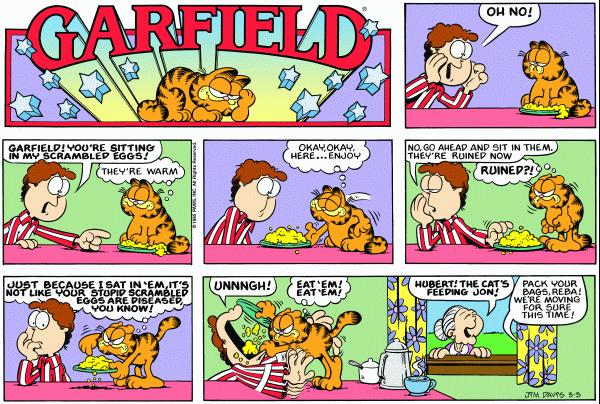 GARFIELD
®
OH NO!
GARFIELD! YOU'RE SITTING
IN MY SCRAMBLED EGGS!
THEY'RE WARM
OKAY, OKAY,
HERE...ENJOY
NO, GO AHEAD AND SIT IN THEM,
THEY'RE RUINED NOW
RUINED?!
JUST BECAUSE I SAT IN 'EM, IT'S
NOT LIKE YOUR STUPID SCRAMBLED
EGGS ARE DISEASED,
YOU KNOW!
UNNNGH!
EAT 'EM!
EAT 'EM!
HUBERT! THE CAT'S
FEEDING JON!
PACK YOUR
BAGS, REBA!
WE'RE MOVING
FOR SURE
THIS TIME!
JIM DAVIS 3-3